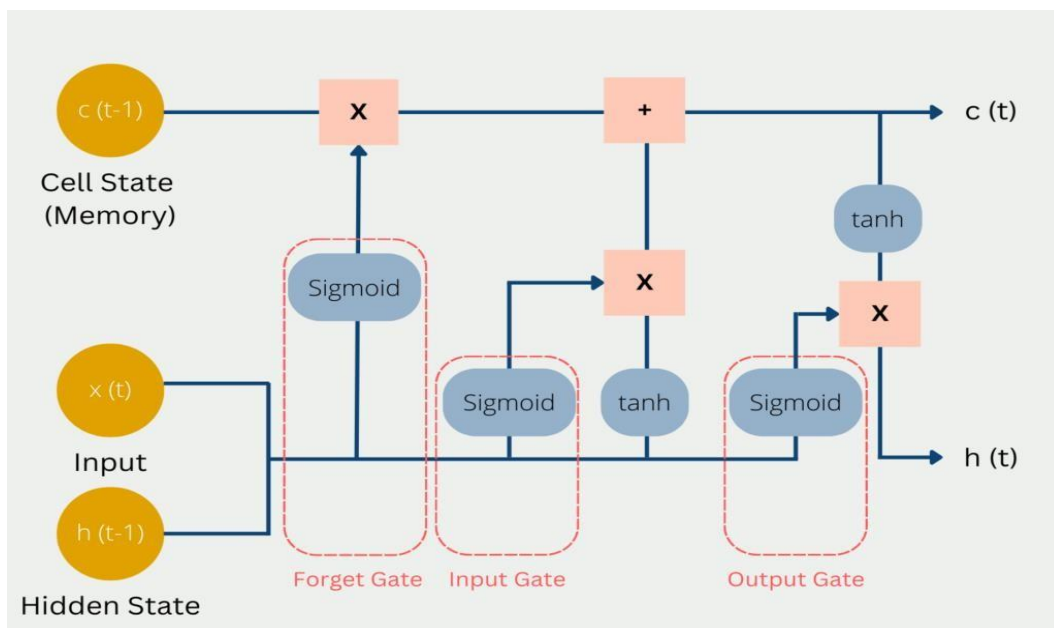 c (t-1)
X
+
c (t)
Cell State
(Memory)
tanh
Sigmoid
X
X
x (t)
Sigmoid
tanh
Sigmoid
Input
h (t)
h (t-1)
Forget Gate
Input Gate
Output Gate
Hidden State